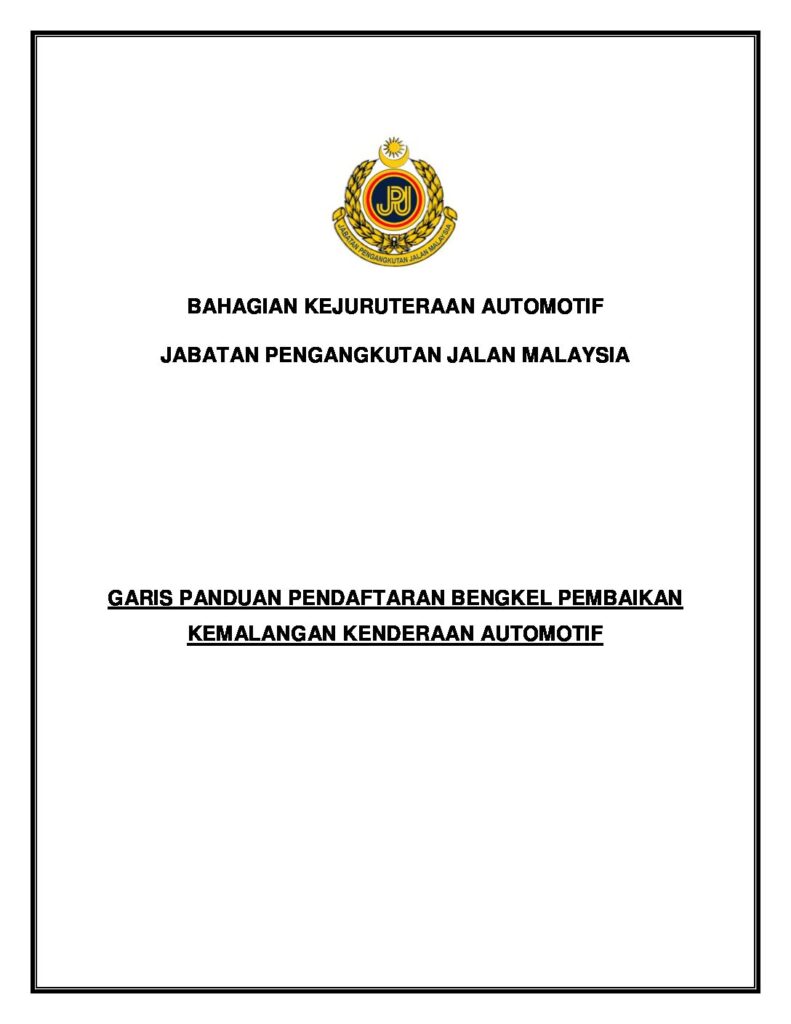 JPJ
JABATAN PENGANGKUTAN JALAN MALAYSIA
BAHAGIAN KEJURUTERAAN AUTOMOTIF
JABATAN PENGANGKUTAN JALAN MALAYSIA
GARIS PANDUAN PENDAFTARAN BENGKEL PEMBAIKAN
KEMALANGAN KENDERAAN AUTOMOTIF